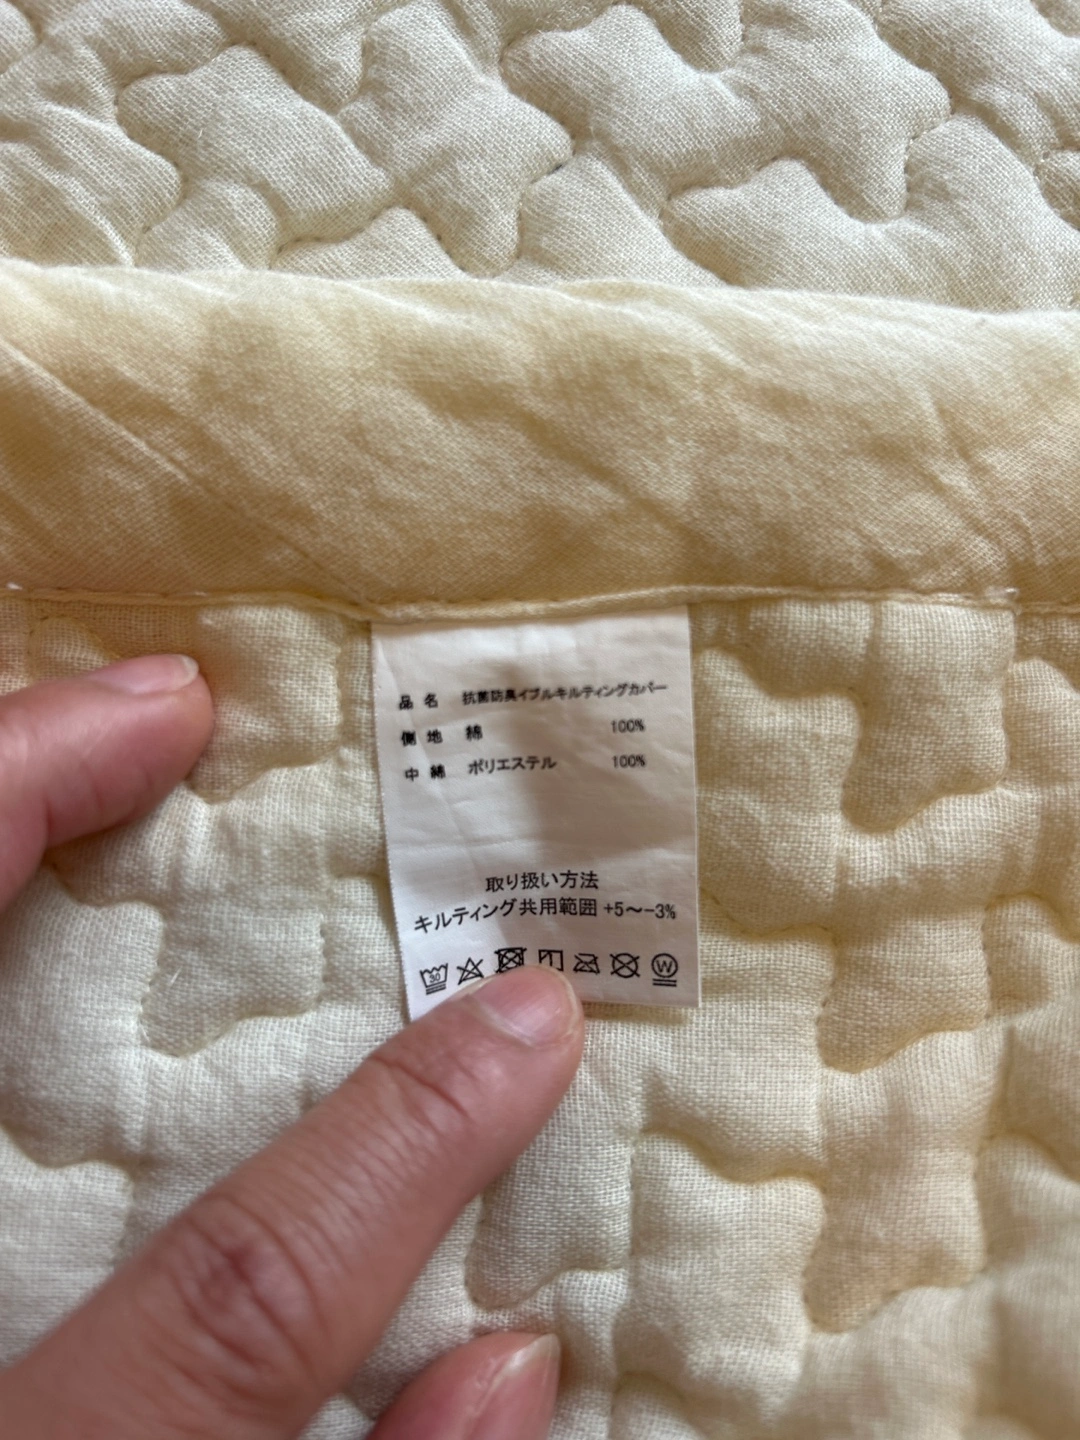 品 名 抗菌防臭イブルキルティングカバー
側 地 綿 100%
中 綿 ポリエステル 100%
取り扱い方法
キルティング共用範囲 +5〜-3%
30
W